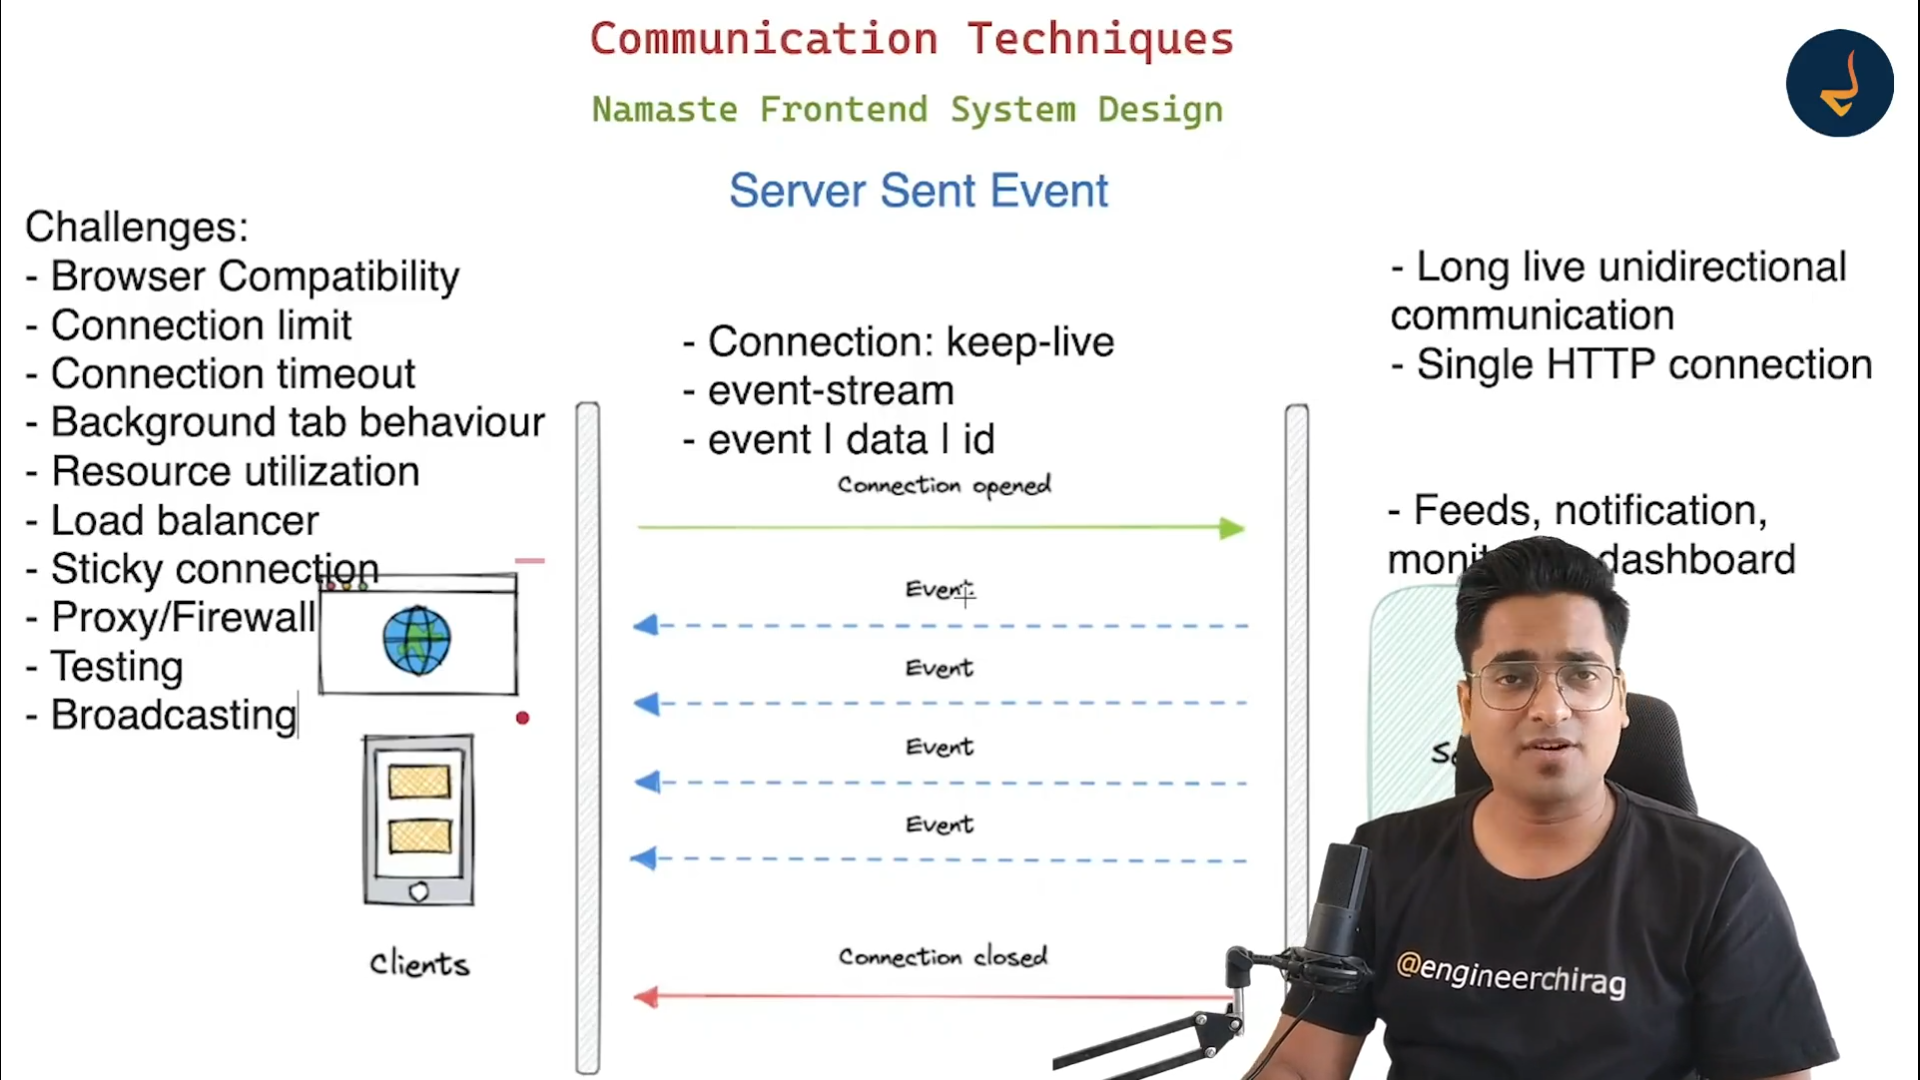 Communication Techniques
Namaste Frontend System Design
Server Sent Event
Challenges:
- Browser Compatibility
- Connection limit
- Connection timeout
- Background tab behaviour
- Resource utilization
- Load balancer
- Sticky connection
- Proxy/Firewall
- Testing
- Broadcasting
Clients
- Connection: keep-live
- event-stream
- event | data | id
Connection opened
Event
Event
Event
Event
Connection closed
- Long live unidirectional
communication
- Single HTTP connection
- Feeds, notification,
dashboard
@engineerchirag